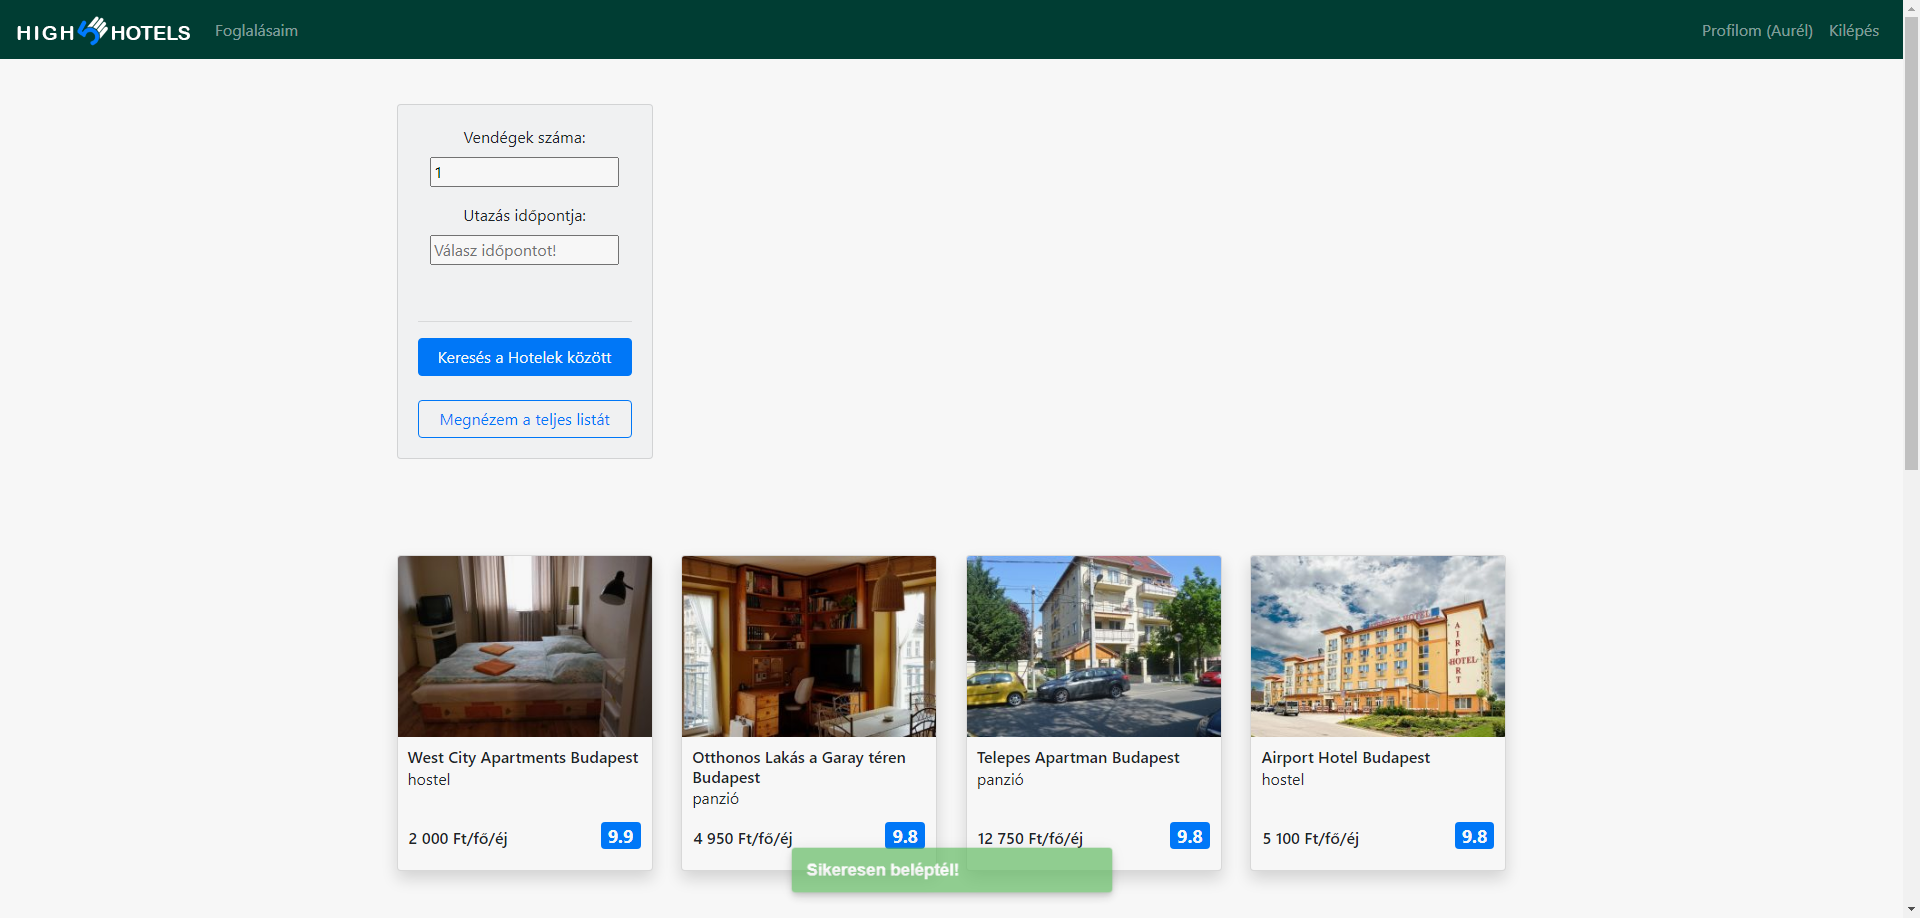 HIGH 5 HOTELS
Foglalásaim
Profilom (Aurél)
Kilépés
Vendégek száma:
1
Utazás időpontja:
Válasz időpontot!
Keresés a Hotelek között
Megnézem a teljes listát
West City Apartments Budapest
hostel
2 000 Ft/fő/éj
9.9
Otthonos Lakás a Garay téren
Budapest
panzió
4 950 Ft/fő/éj
9.8
Telepes Apartman Budapest
panzió
12 750 Ft/fő/éj
9.8
AIRPORT
HOTEL
Airport Hotel Budapest
hostel
5 100 Ft/fő/éj
9.8
Sikeresen beléptél!